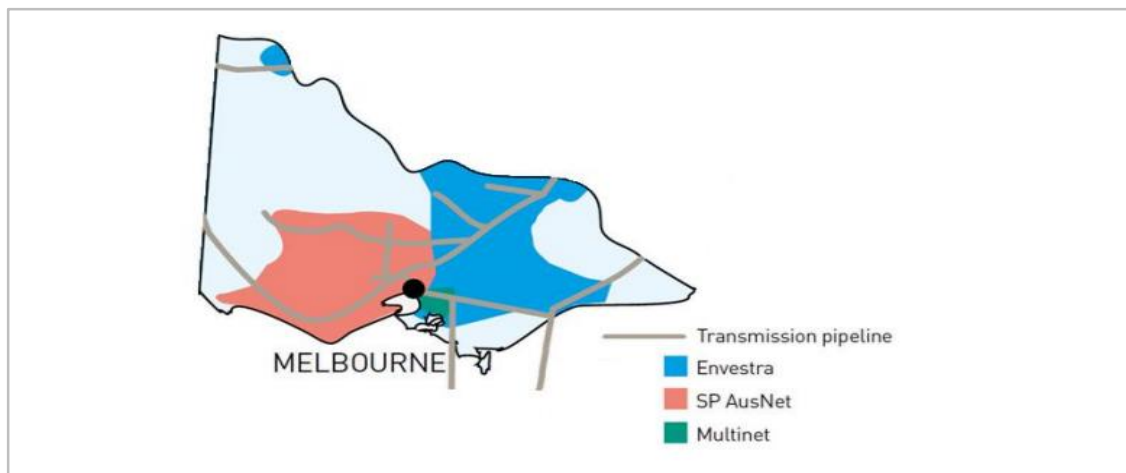 MELBOURNE
Transmission pipeline
Envestra
SP AusNet
Multinet